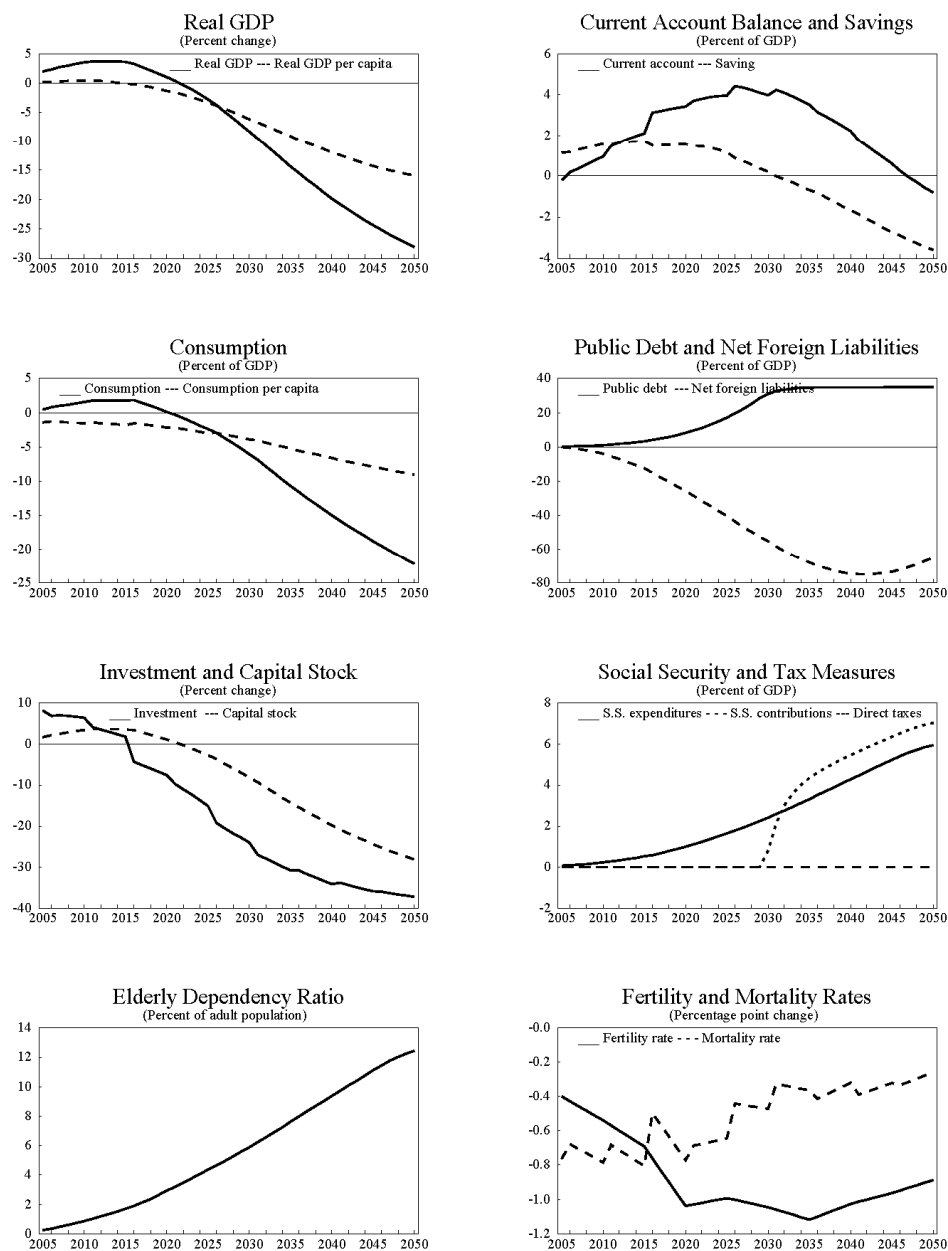 Real GDP
(Percent change)
___ Real GDP --- Real GDP per capita
5
0
-5
-10
-15
-20
-25
-30
2005 2010 2015 2020 2025 2030 2035 2040 2045 2050
Current Account Balance and Savings
(Percent of GDP)
___ Current account --- Saving
6
4
2
0
-2
-4
2005 2010 2015 2020 2025 2030 2035 2040 2045 2050
Consumption
(Percent of GDP)
___ Consumption --- Consumption per capita
5
0
-5
-10
-15
-20
-25
2005 2010 2015 2020 2025 2030 2035 2040 2045 2050
Public Debt and Net Foreign Liabilities
(Percent of GDP)
___ Public debt --- Net foreign liabilities
40
20
0
-20
-40
-60
-80
2005 2010 2015 2020 2025 2030 2035 2040 2045 2050
Investment and Capital Stock
(Percent change)
___ Investment --- Capital stock
10
0
-10
-20
-30
-40
2005 2010 2015 2020 2025 2030 2035 2040 2045 2050
Social Security and Tax Measures
(Percent of GDP)
___ S.S. expenditures - - - S.S. contributions --- Direct taxes
8
6
4
2
0
-2
2005 2010 2015 2020 2025 2030 2035 2040 2045 2050
Elderly Dependency Ratio
(Percent of adult population)
14
12
10
8
6
4
2
0
2005 2010 2015 2020 2025 2030 2035 2040 2045 2050
Fertility and Mortality Rates
(Percentage point change)
___ Fertility rate - - - Mortality rate
-0.0
-0.2
-0.4
-0.6
-0.8
-1.0
-1.2
2005 2010 2015 2020 2025 2030 2035 2040 2045 2050